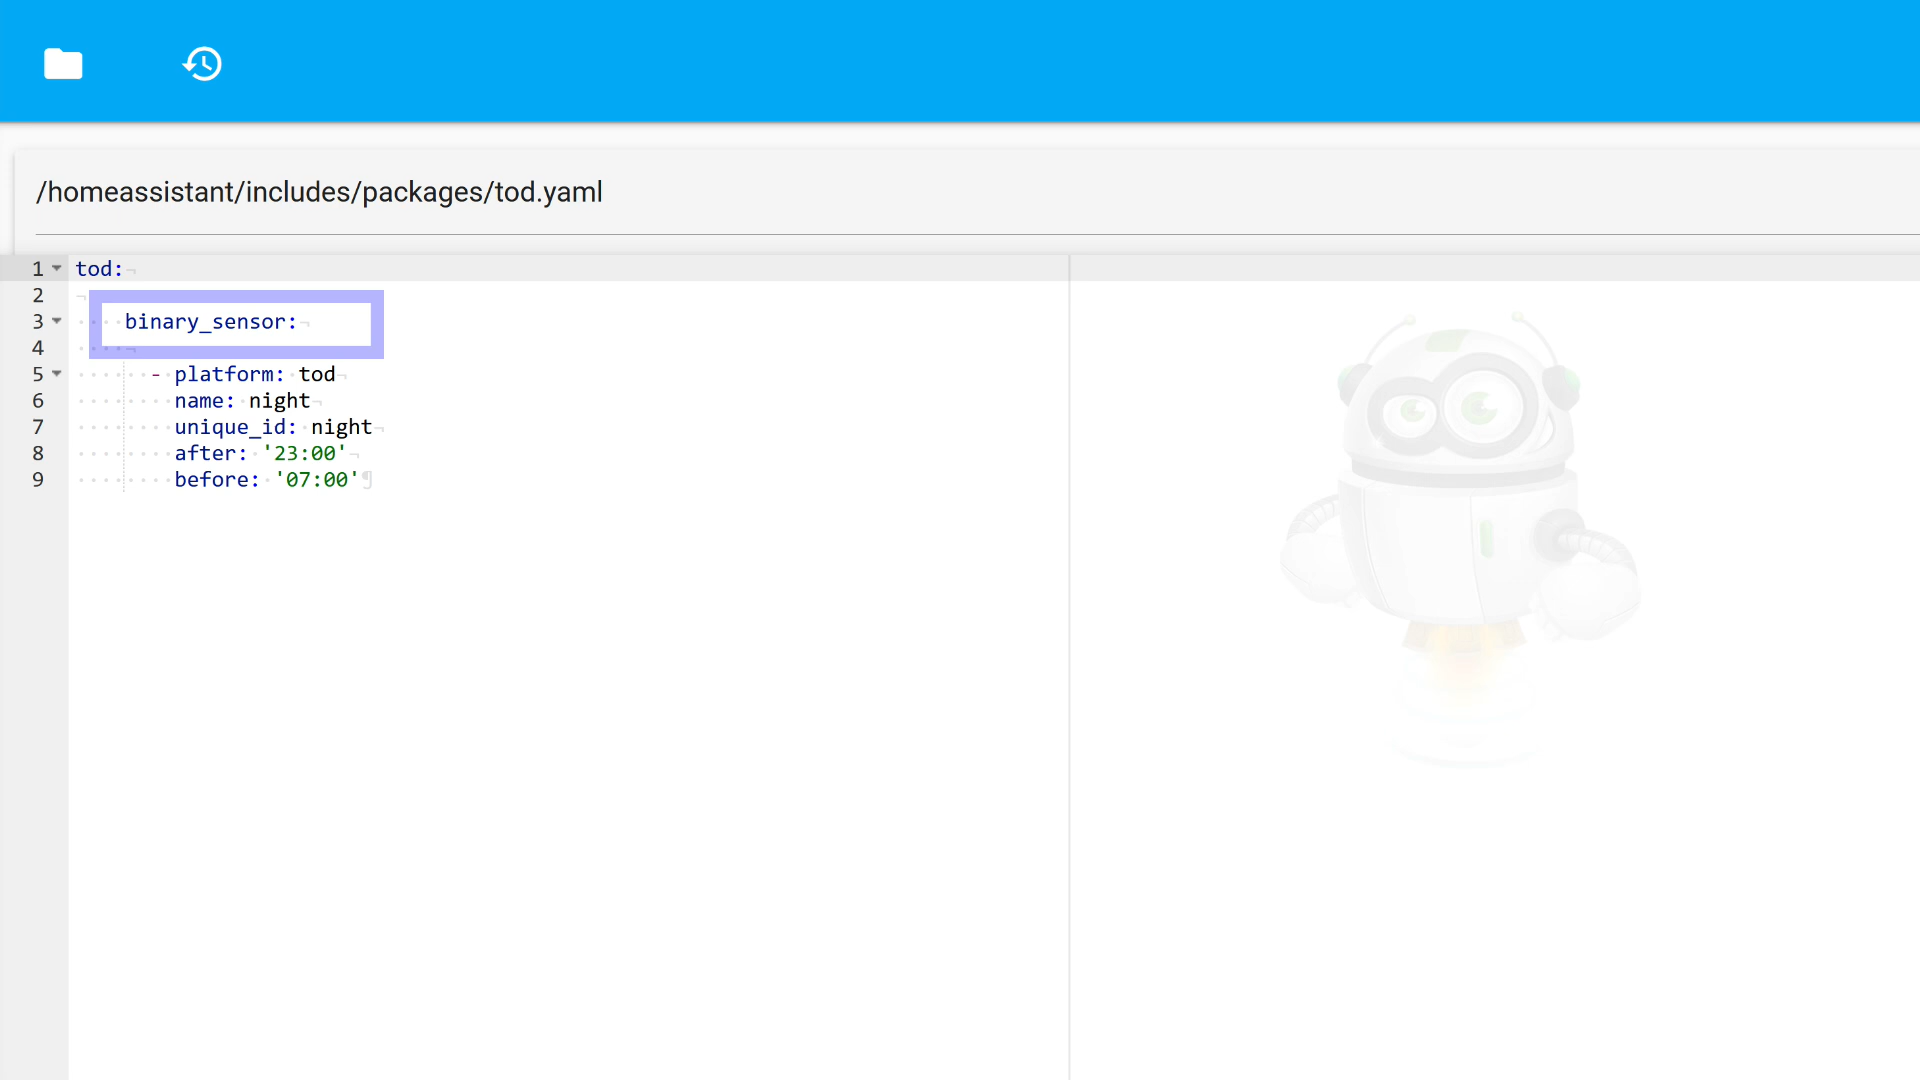 /homeassistant/includes/packages/tod.yaml
1 tod:
2
3 binary_sensor:
4
5 - platform: tod
6 name: night
7 unique_id: night
8 after: '23:00'
9 before: '07:00'